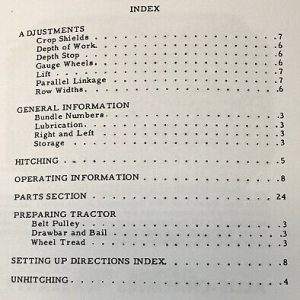 INDEX
ADJUSTMENTS
Crop Shields . . . . . . . . . . . . . . . .7
Depth of Work. . . . . . . . . . . . . . . .6
Depth Stop . . . . . . . . . . . . . . . . .6
Gauge Wheels. . . . . . . . . . . . . . . .6
Lift . . . . . . . . . . . . . . . . . . . .7
Parallel Linkage . . . . . . . . . . . . . .7
Row Widths. . . . . . . . . . . . . . . . .6
GENERAL INFORMATION
Bundle Numbers. . . . . . . . . . . . . . .3
Lubrication. . . . . . . . . . . . . . . . .3
Right and Left . . . . . . . . . . . . . . .3
Storage . . . . . . . . . . . . . . . . . .3
HITCHING . . . . . . . . . . . . . . . . . 5
OPERATING INFORMATION . . . . . . . . . . . 8
PARTS SECTION . . . . . . . . . . . . . . 24
PREPARING TRACTOR
Belt Pulley. . . . . . . . . . . . . . . . 3
Drawbar and Bail . . . . . . . . . . . . . 3
Wheel Tread . . . . . . . . . . . . . . . . 3
SETTING UP DIRECTIONS INDEX. . . . . . . . 8
UNHITCHING . . . . . . . . . . . . . . . . 4